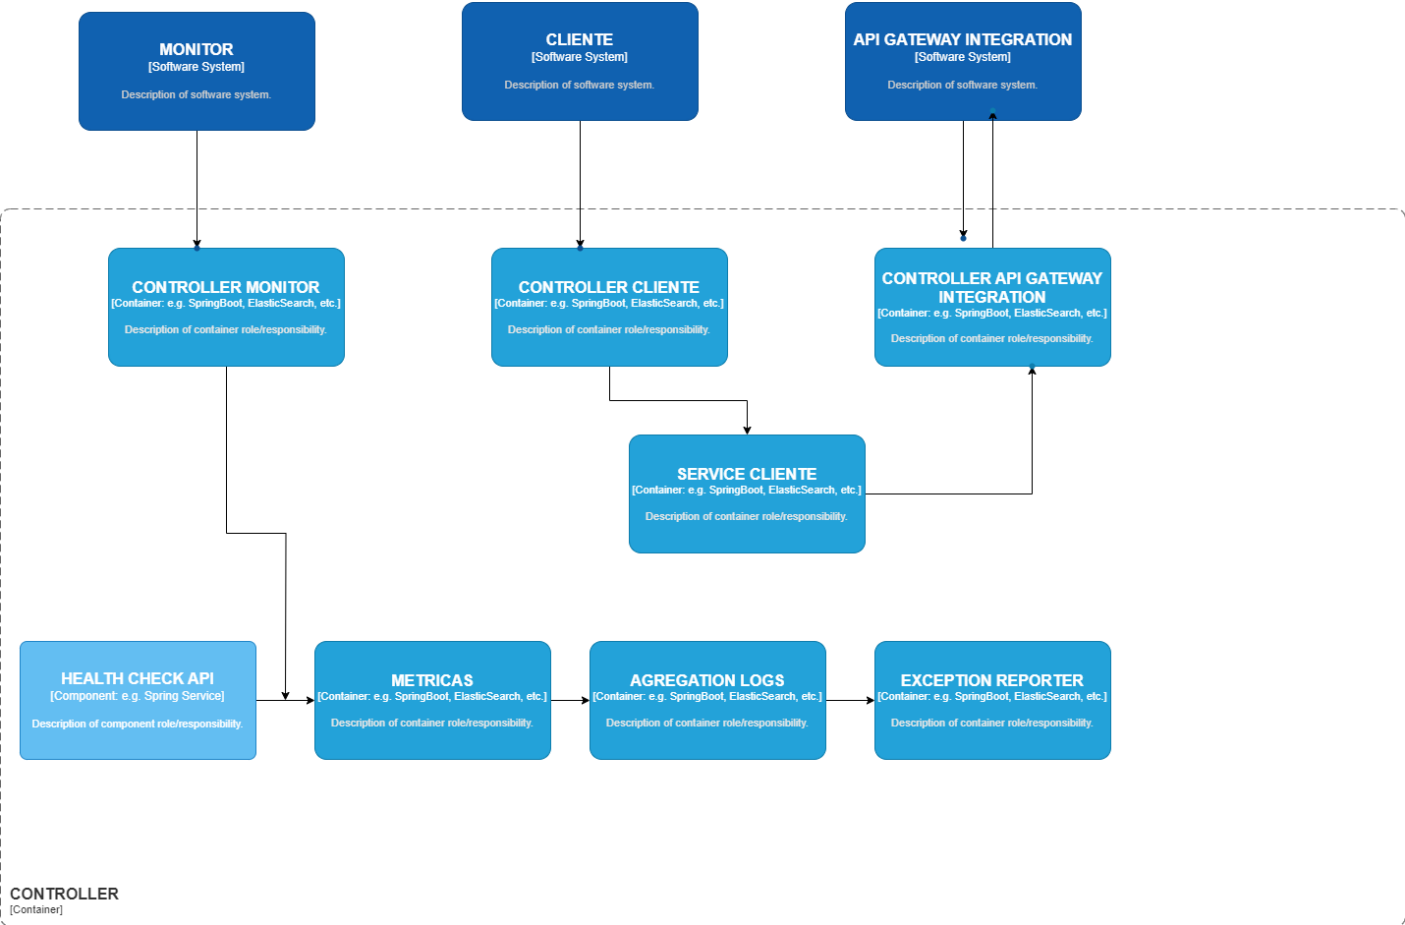 MONITOR
[Software System]
Description of software system.
CLIENTE
[Software System]
Description of software system.
API GATEWAY INTEGRATION
[Software System]
Description of software system.
CONTROLLER MONITOR
[Container: e.g. SpringBoot, ElasticSearch, etc.]
Description of container role/responsibility.
CONTROLLER CLIENTE
[Container: e.g. SpringBoot, ElasticSearch, etc.]
Description of container role/responsibility.
CONTROLLER API GATEWAY
INTEGRATION
[Container: e.g. SpringBoot, ElasticSearch, etc.]
Description of container role/responsibility.
SERVICE CLIENTE
[Container: e.g. SpringBoot, ElasticSearch, etc.]
Description of container role/responsibility.
HEALTH CHECK API
[Component: e.g. Spring Service]
Description of component role/responsibility.
METRICAS
[Container: e.g. SpringBoot, ElasticSearch, etc.]
Description of container role/responsibility.
AGREGATION LOGS
[Container: e.g. SpringBoot, ElasticSearch, etc.]
Description of container role/responsibility.
EXCEPTION REPORTER
[Container: e.g. SpringBoot, ElasticSearch, etc.]
Description of container role/responsibility.
CONTROLLER
[Container]